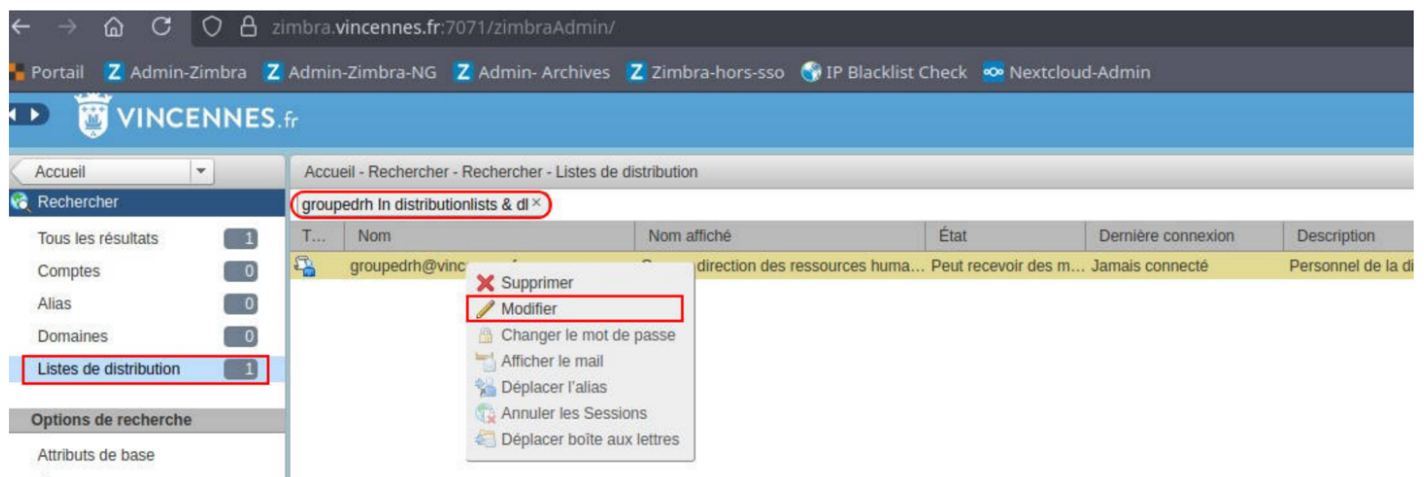 zimbra.vincennes.fr:7071/zimbraAdmin/
Portail Z Admin-Zimbra Z Admin-Zimbra-NG Z Admin- Archives Z Zimbra-hors-sso IP Blacklist Check Nextcloud-Admin
VINCENNES.fr
Accueil
Accueil - Rechercher - Rechercher - Listes de distribution
Rechercher
groupedrh In distributionlists & dl ×
Tous les résultats 1
T... Nom Nom affiché État Dernière connexion Description
Comptes 0
groupedrh@vinc direction des ressources huma... Peut recevoir des m... Jamais connecté Personnel de la di
Alias 0
Domaines 0
Listes de distribution 1
Supprimer
Modifier
Changer le mot de passe
Afficher le mail
Déplacer l'alias
Annuler les Sessions
Déplacer boîte aux lettres
Options de recherche
Attributs de base